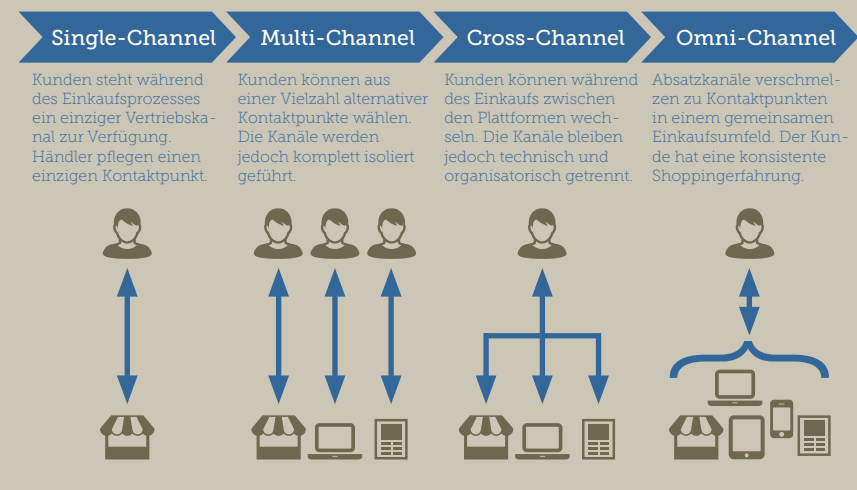 Single-Channel
Kunden steht während
des Einkaufsprozesses
ein einziger Vertriebska-
nal zur Verfügung.
Händler pflegen einen
einzigen Kontaktpunkt.
Multi-Channel
Kunden können aus
einer Vielzahl alternativer
Kontaktpunkte wählen.
Die Kanäle werden
jedoch komplett isoliert
geführt.
Cross-Channel
Kunden können während
des Einkaufs zwischen
den Plattformen wech-
seln. Die Kanäle bleiben
jedoch technisch und
organisatorisch getrennt.
Omni-Channel
Absatzkanäle verschmel-
zen zu Kontaktpunkten
in einem gemeinsamen
Einkaufsumfeld. Der Kun-
de hat eine konsistente
Shoppingerfahrung.